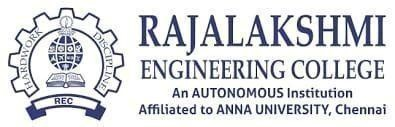 HARDWORK DISCIPLINE
REC
RAJALAKSHMI
ENGINEERING COLLEGE
An AUTONOMOUS Institution
Affiliated to ANNA UNIVERSITY, Chennai